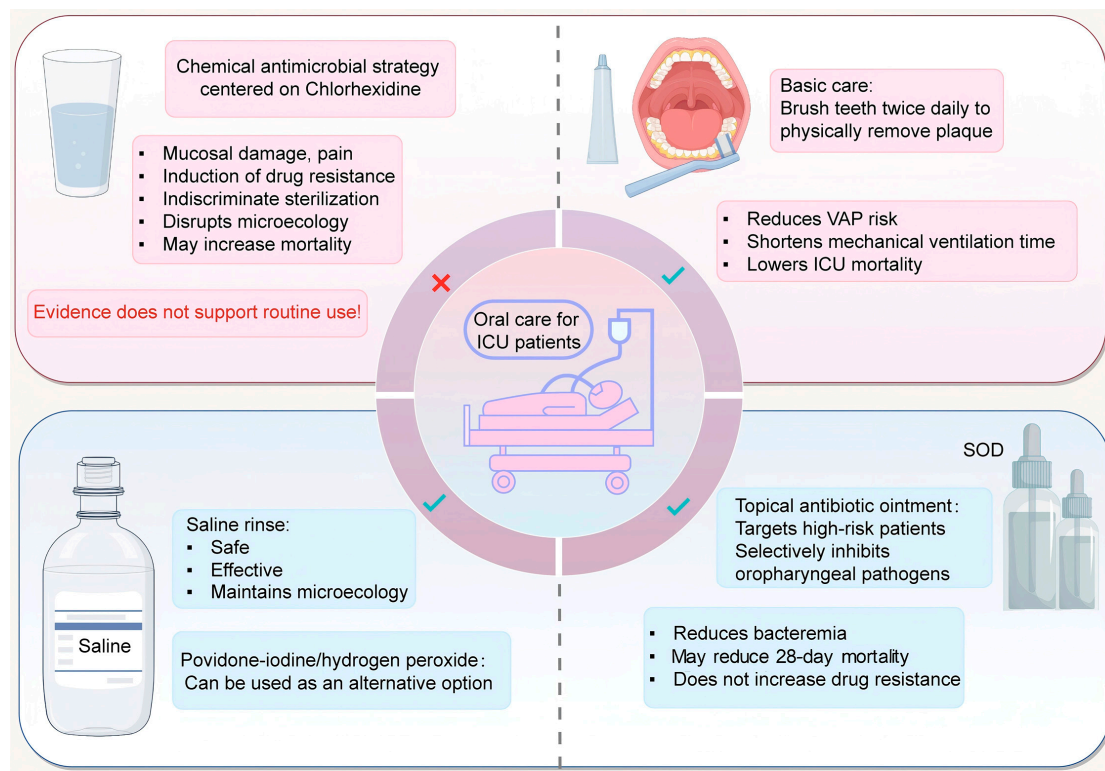 Chemical antimicrobial strategy
centered on Chlorhexidine
▪ Mucosal damage, pain
▪ Induction of drug resistance
▪ Indiscriminate sterilization
▪ Disrupts microecology
▪ May increase mortality
Evidence does not support routine use!
Basic care:
Brush teeth twice daily to
physically remove plaque
▪ Reduces VAP risk
▪ Shortens mechanical ventilation time
▪ Lowers ICU mortality
Oral care for
ICU patients
Saline
Saline rinse:
▪ Safe
▪ Effective
▪ Maintains microecology
Povidone-iodine/hydrogen peroxide:
Can be used as an alternative option
SOD
Topical antibiotic ointment:
Targets high-risk patients
Selectively inhibits
oropharyngeal pathogens
▪ Reduces bacteremia
▪ May reduce 28-day mortality
▪ Does not increase drug resistance